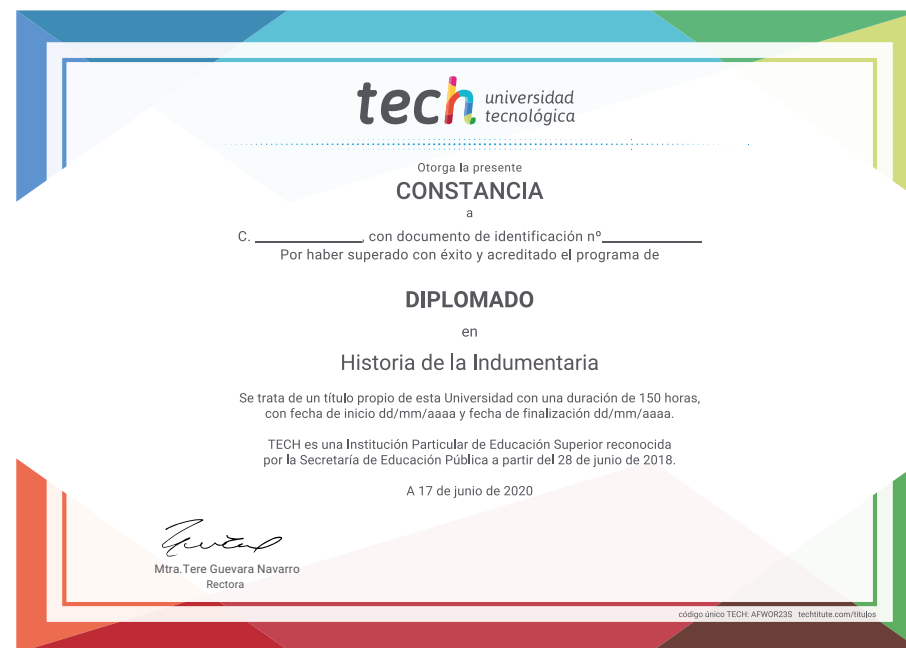 tech universidad
tecnológica
Otorga la presente
CONSTANCIA
a
C. ____________, con documento de identificación nº____________
Por haber superado con éxito y acreditado el programa de
DIPLOMADO
en
Historia de la Indumentaria
Se trata de un título propio de esta Universidad con una duración de 150 horas,
con fecha de inicio dd/mm/aaaa y fecha de finalización dd/mm/aaaa.
TECH es una Institución Particular de Educación Superior reconocida
por la Secretaría de Educación Pública a partir del 28 de junio de 2018.
A 17 de junio de 2020
Mtra.Tere Guevara Navarro
Rectora
código único TECH: AFWOR23S techtitute.com/titulos